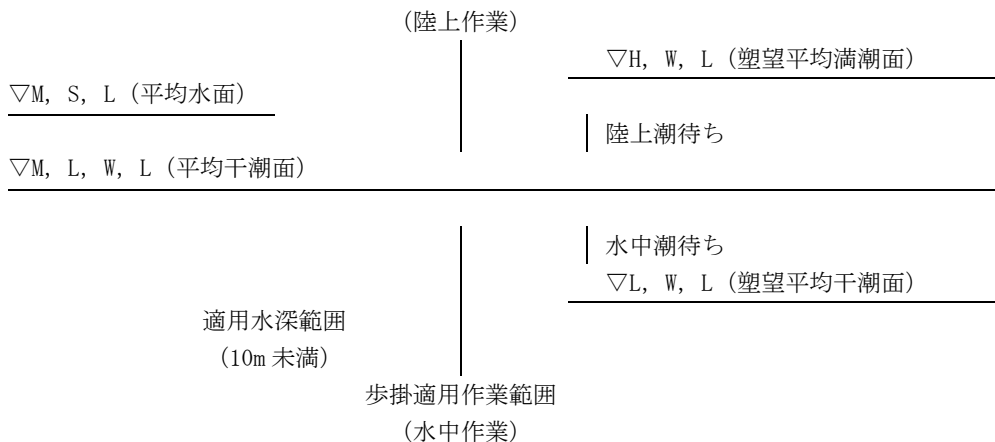 (陸上作業)
▽H, W, L (塑望平均満潮面)
▽M, S, L (平均水面)
陸上潮待ち
▽M, L, W, L (平均干潮面)
水中潮待ち
▽L, W, L (塑望平均干潮面)
適用水深範囲
(10m 未満)
歩掛適用作業範囲
(水中作業)